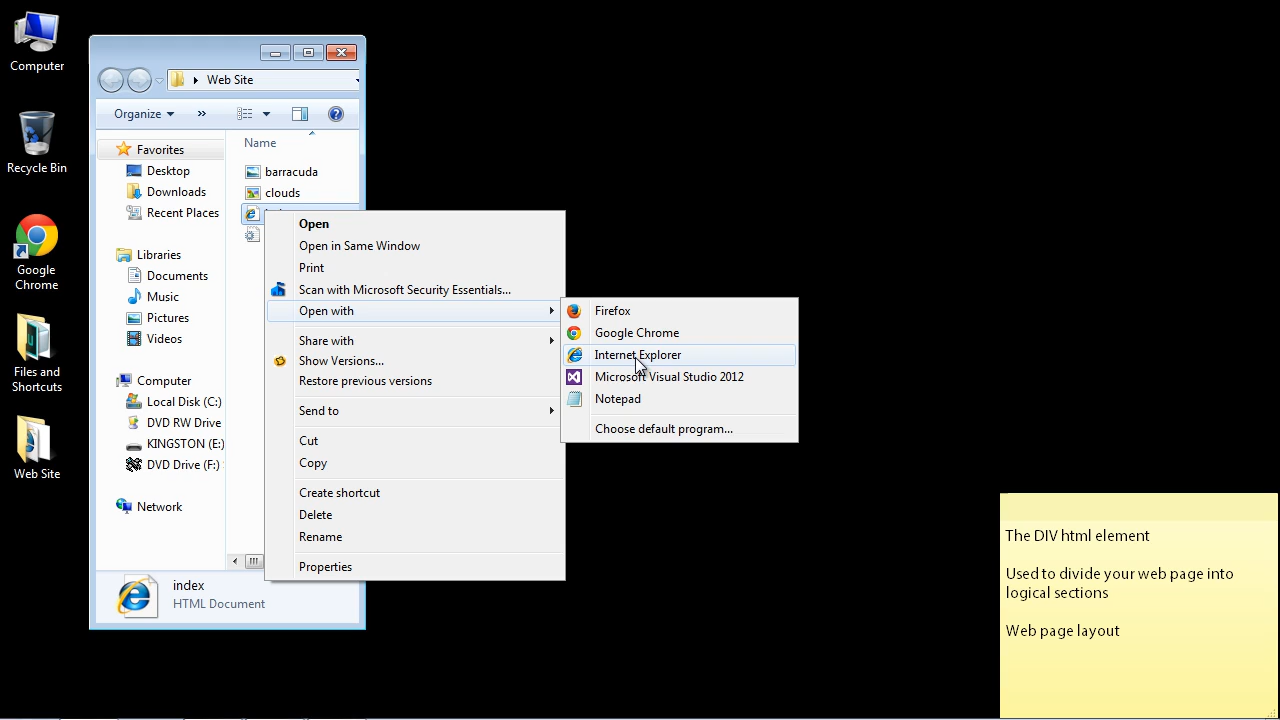 Computer
Recycle Bin
Google
Chrome
Files and
Shortcuts
Web Site
Web Site
Organize
»
Name
Favorites
Desktop
Downloads
Recent Places
Libraries
Documents
Music
Pictures
Videos
Computer
Local Disk (C:)
DVD RW Drive
KINGSTON (E:)
DVD Drive (F:)
Network
barracuda
clouds
index
HTML Document
Open
Open in Same Window
Print
Scan with Microsoft Security Essentials...
Open with
Share with
Show Versions...
Restore previous versions
Send to
Cut
Copy
Create shortcut
Delete
Rename
Properties
Firefox
Google Chrome
Internet Explorer
Microsoft Visual Studio 2012
Notepad
Choose default program...
The DIV html element
Used to divide your web page into
logical sections
Web page layout